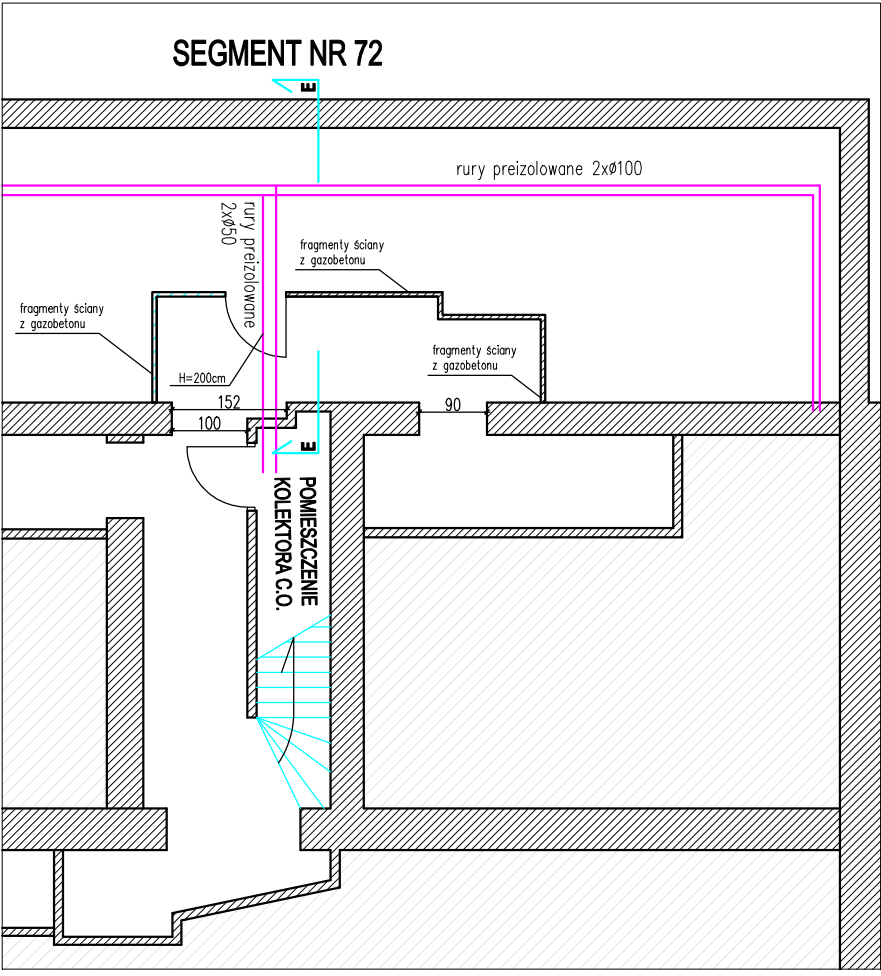 SEGMENT NR 72
E
rury preizolowane 2xø100
rury preizolowane
2xø50
fragmenty ściany
z gazobetonu
fragmenty ściany
z gazobetonu
fragmenty ściany
z gazobetonu
H=200cm
152
90
100
E
POMIESZCZENIE
KOLEKTORA C.O.